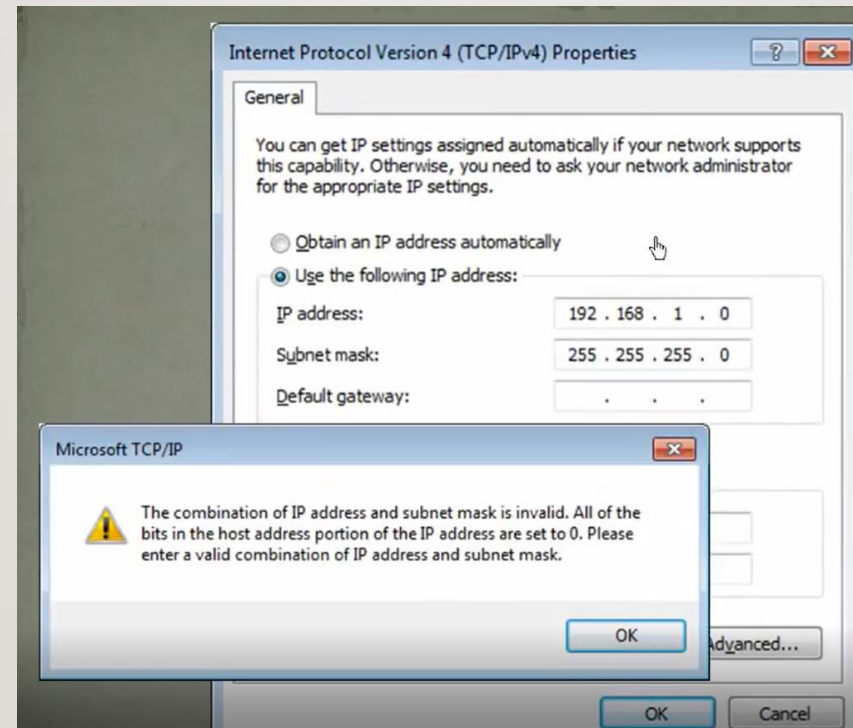 Internet Protocol Version 4 (TCP/IPv4) Properties
General
You can get IP settings assigned automatically if your network supports
this capability. Otherwise, you need to ask your network administrator
for the appropriate IP settings.
Obtain an IP address automatically
Use the following IP address:
IP address: 192 . 168 . 1 . 0
Subnet mask: 255 . 255 . 255 . 0
Default gateway: . . .
Microsoft TCP/IP
The combination of IP address and subnet mask is invalid. All of the
bits in the host address portion of the IP address are set to 0. Please
enter a valid combination of IP address and subnet mask.
OK
Advanced...
OK Cancel